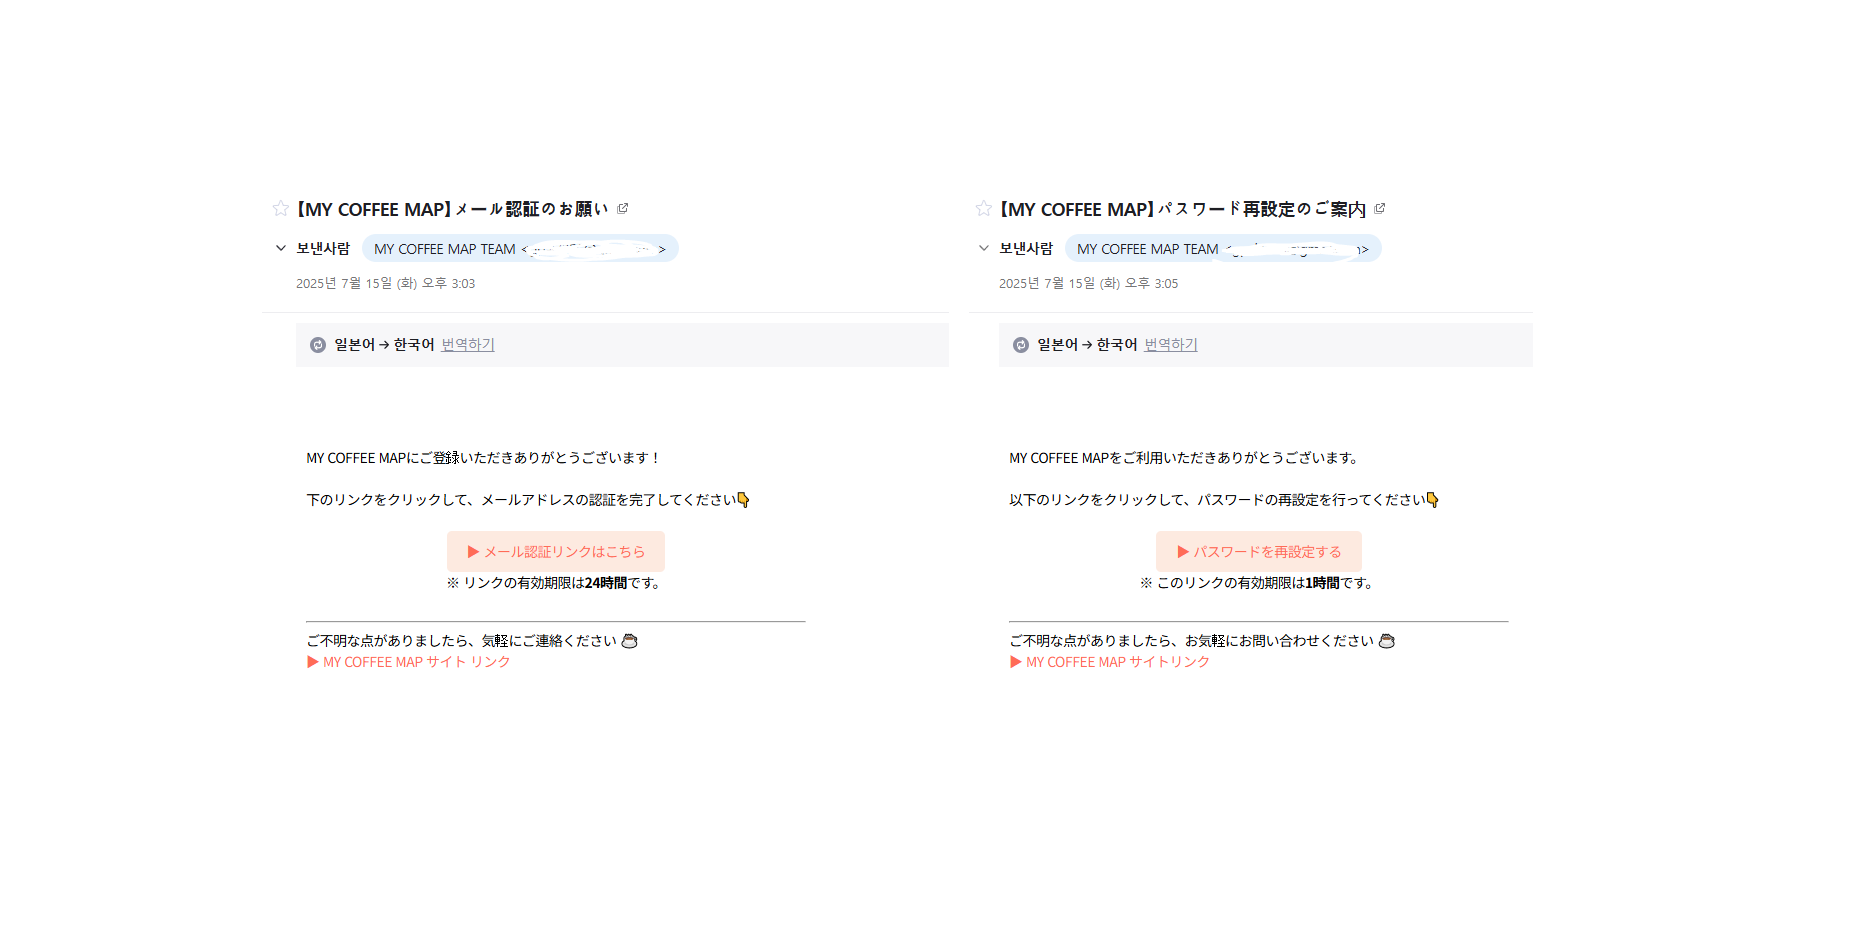 【MY COFFEE MAP】メール認証のお願い
보낸사람 MY COFFEE MAP TEAM < >
2025년 7월 15일 (화) 오후 3:03
일본어 → 한국어 번역하기
MY COFFEE MAPにご登録いただきありがとうございます！
下のリンクをクリックして、メールアドレスの認証を完了してください👇
▶ メール認証リンクはこちら
※ リンクの有効期限は24時間です。
ご不明な点がありましたら、気軽にご連絡ください ☕
▶ MY COFFEE MAP サイト リンク
【MY COFFEE MAP】パスワード再設定のご案内
보낸사람 MY COFFEE MAP TEAM < >
2025년 7월 15일 (화) 오후 3:05
일본어 → 한국어 번역하기
MY COFFEE MAPをご利用いただきありがとうございます。
以下のリンクをクリックして、パスワードの再設定を行ってください👇
▶ パスワードを再設定する
※ このリンクの有効期限は1時間です。
ご不明な点がありましたら、お気軽にお問い合わせください ☕
▶ MY COFFEE MAP サイトリンク